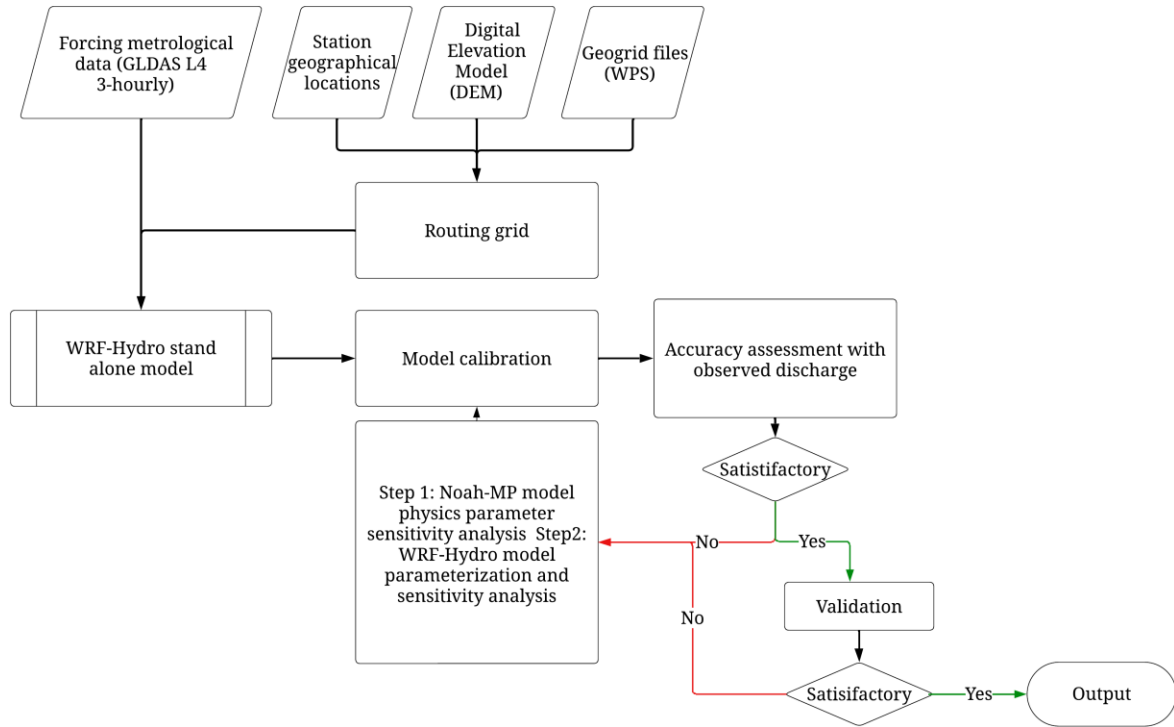 Forcing metrological
data (GLDAS L4
3-hourly)
Station
geographical
locations
Digital
Elevation
Model
(DEM)
Geogrid files
(WPS)
Routing grid
WRF-Hydro stand
alone model
Model calibration
Accuracy assessment with
observed discharge
Satistifactory
Step 1: Noah-MP model
physics parameter
sensitivity analysis Step2:
WRF-Hydro model
parameterization and
sensitivity analysis
No
Yes
Validation
No
Satisifactory
Yes
Output